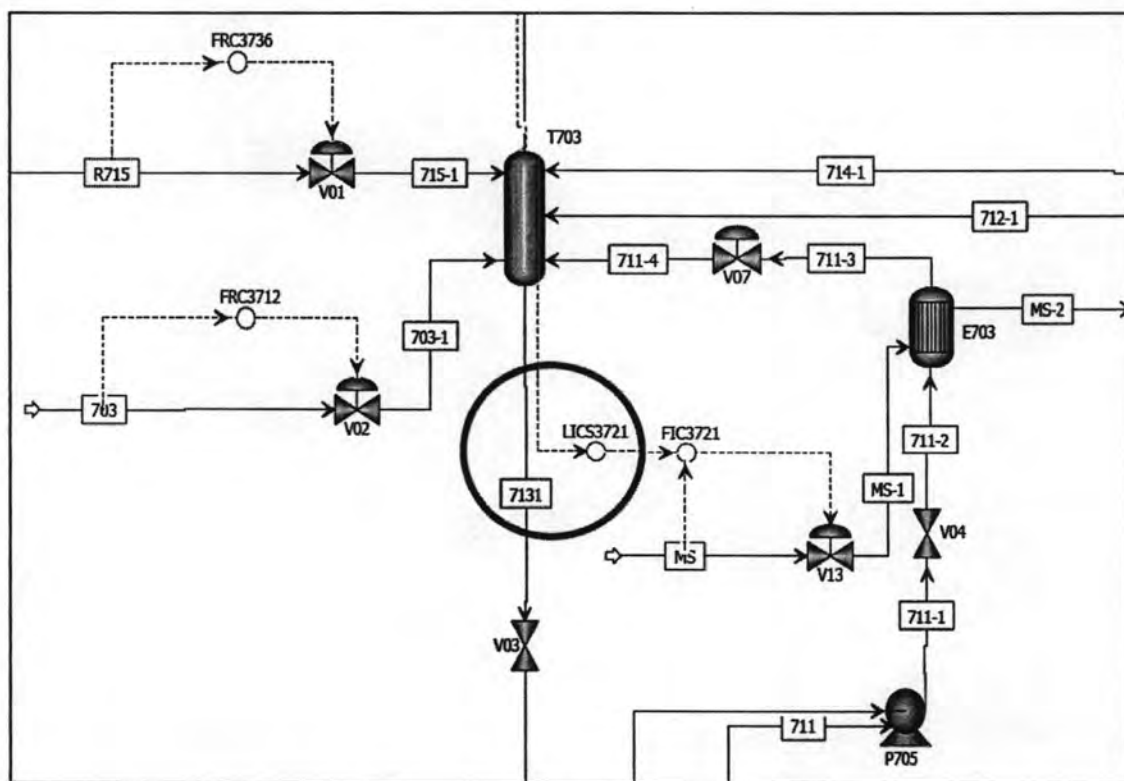 FRC3736
T703
R715
715-1
714-1
V01
712-1
711-4
711-3
V07
FRC3712
MS-2
703-1
E703
703
V02
711-2
LICS3721
FIC3721
7131
MS-1
MS
V04
V13
711-1
V03
711
P705